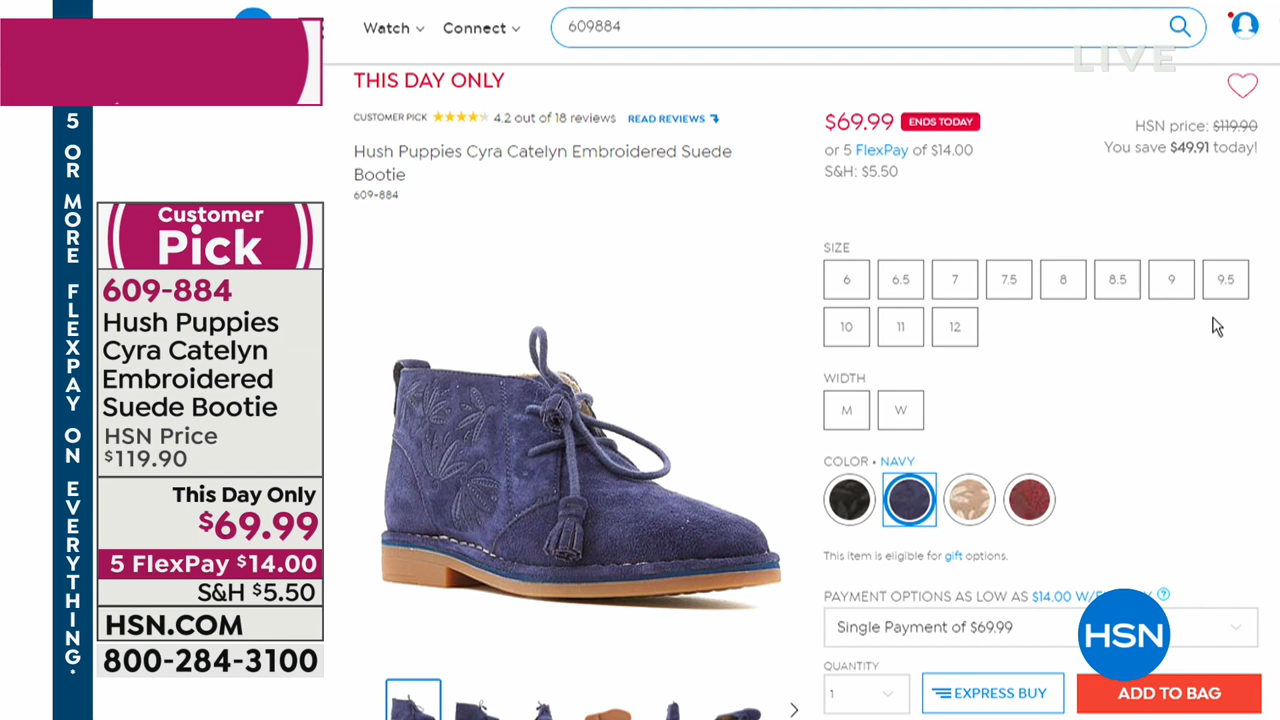 Watch
Connect
609884
LIVE
THIS DAY ONLY
CUSTOMER PICK
4.2 out of 18 reviews
READ REVIEWS
Hush Puppies Cyra Catelyn Embroidered Suede
Bootie
609-884
$69.99
ENDS TODAY
or 5 FlexPay of $14.00
S&H: $5.50
HSN price: $119.90
You save $49.91 today!
SIZE
6 6.5 7 7.5 8 8.5 9 9.5
10 11 12
WIDTH
M W
COLOR • NAVY
This item is eligible for gift options.
PAYMENT OPTIONS AS LOW AS $14.00
Single Payment of $69.99
HSN
QUANTITY
1
EXPRESS BUY
ADD TO BAG
5 OR MORE FLEXPAY ON EVERYTHING.
Customer
Pick
609-884
Hush Puppies
Cyra Catelyn
Embroidered
Suede Bootie
HSN Price
$119.90
This Day Only
$69.99
5 FlexPay $14.00
S&H $5.50
HSN.COM
800-284-3100